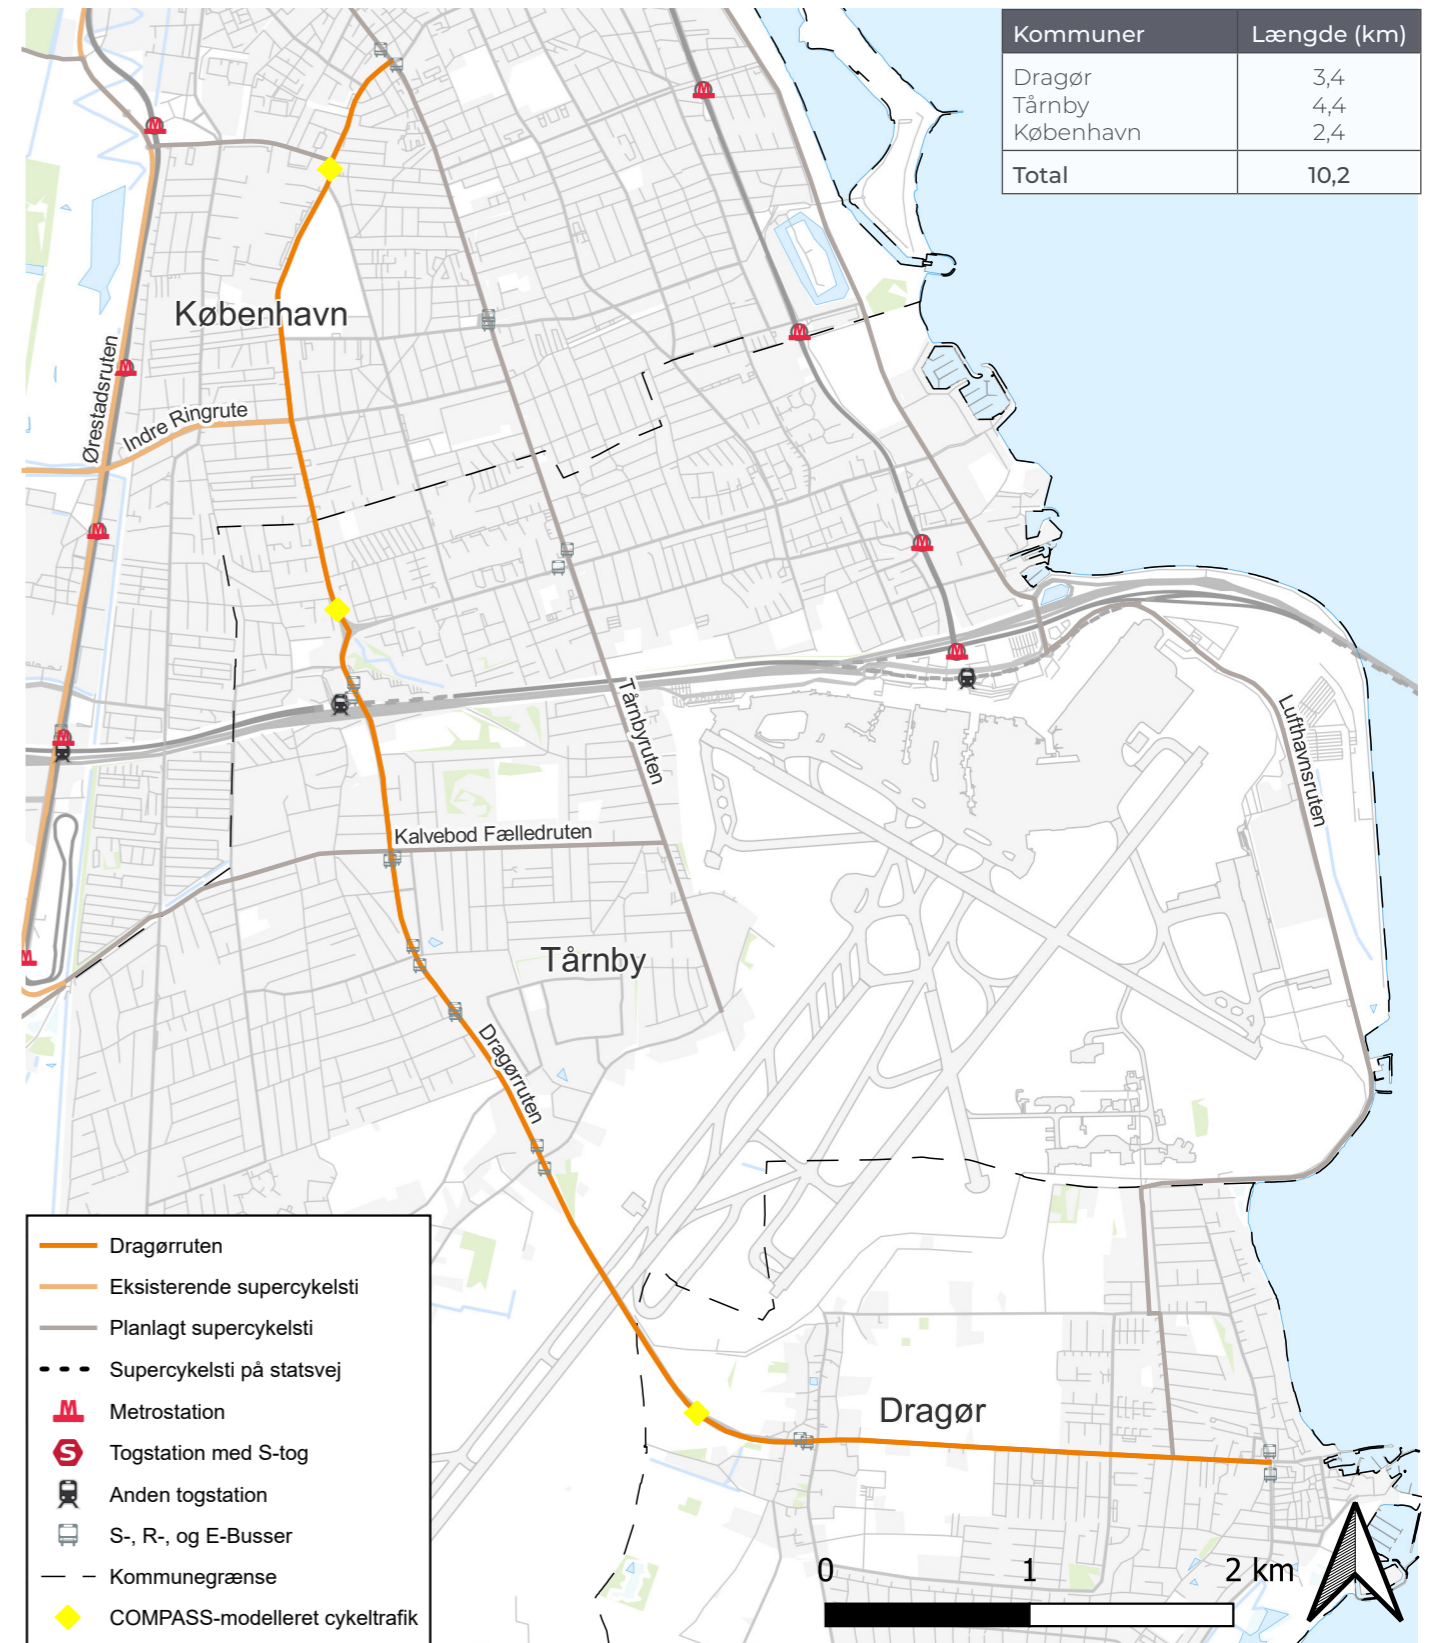 Kommuner Længde (km)
Dragør 3,4
Tårnby 4,4
København 2,4
Total 10,2
København
Ørestadsruten
Indre Ringrute
Tårnbyruten
Lufthavnsruten
Kalvebod Fælledruten
Tårnby
Dragørruten
Dragør
Dragørruten
Eksisterende supercykelsti
Planlagt supercykelsti
Supercykelsti på statsvej
M Metrostation
S Togstation med S-tog
Anden togstation
S-, R-, og E-Busser
Kommunegrænse
COMPASS-modelleret cykeltrafik
0 1 2 km